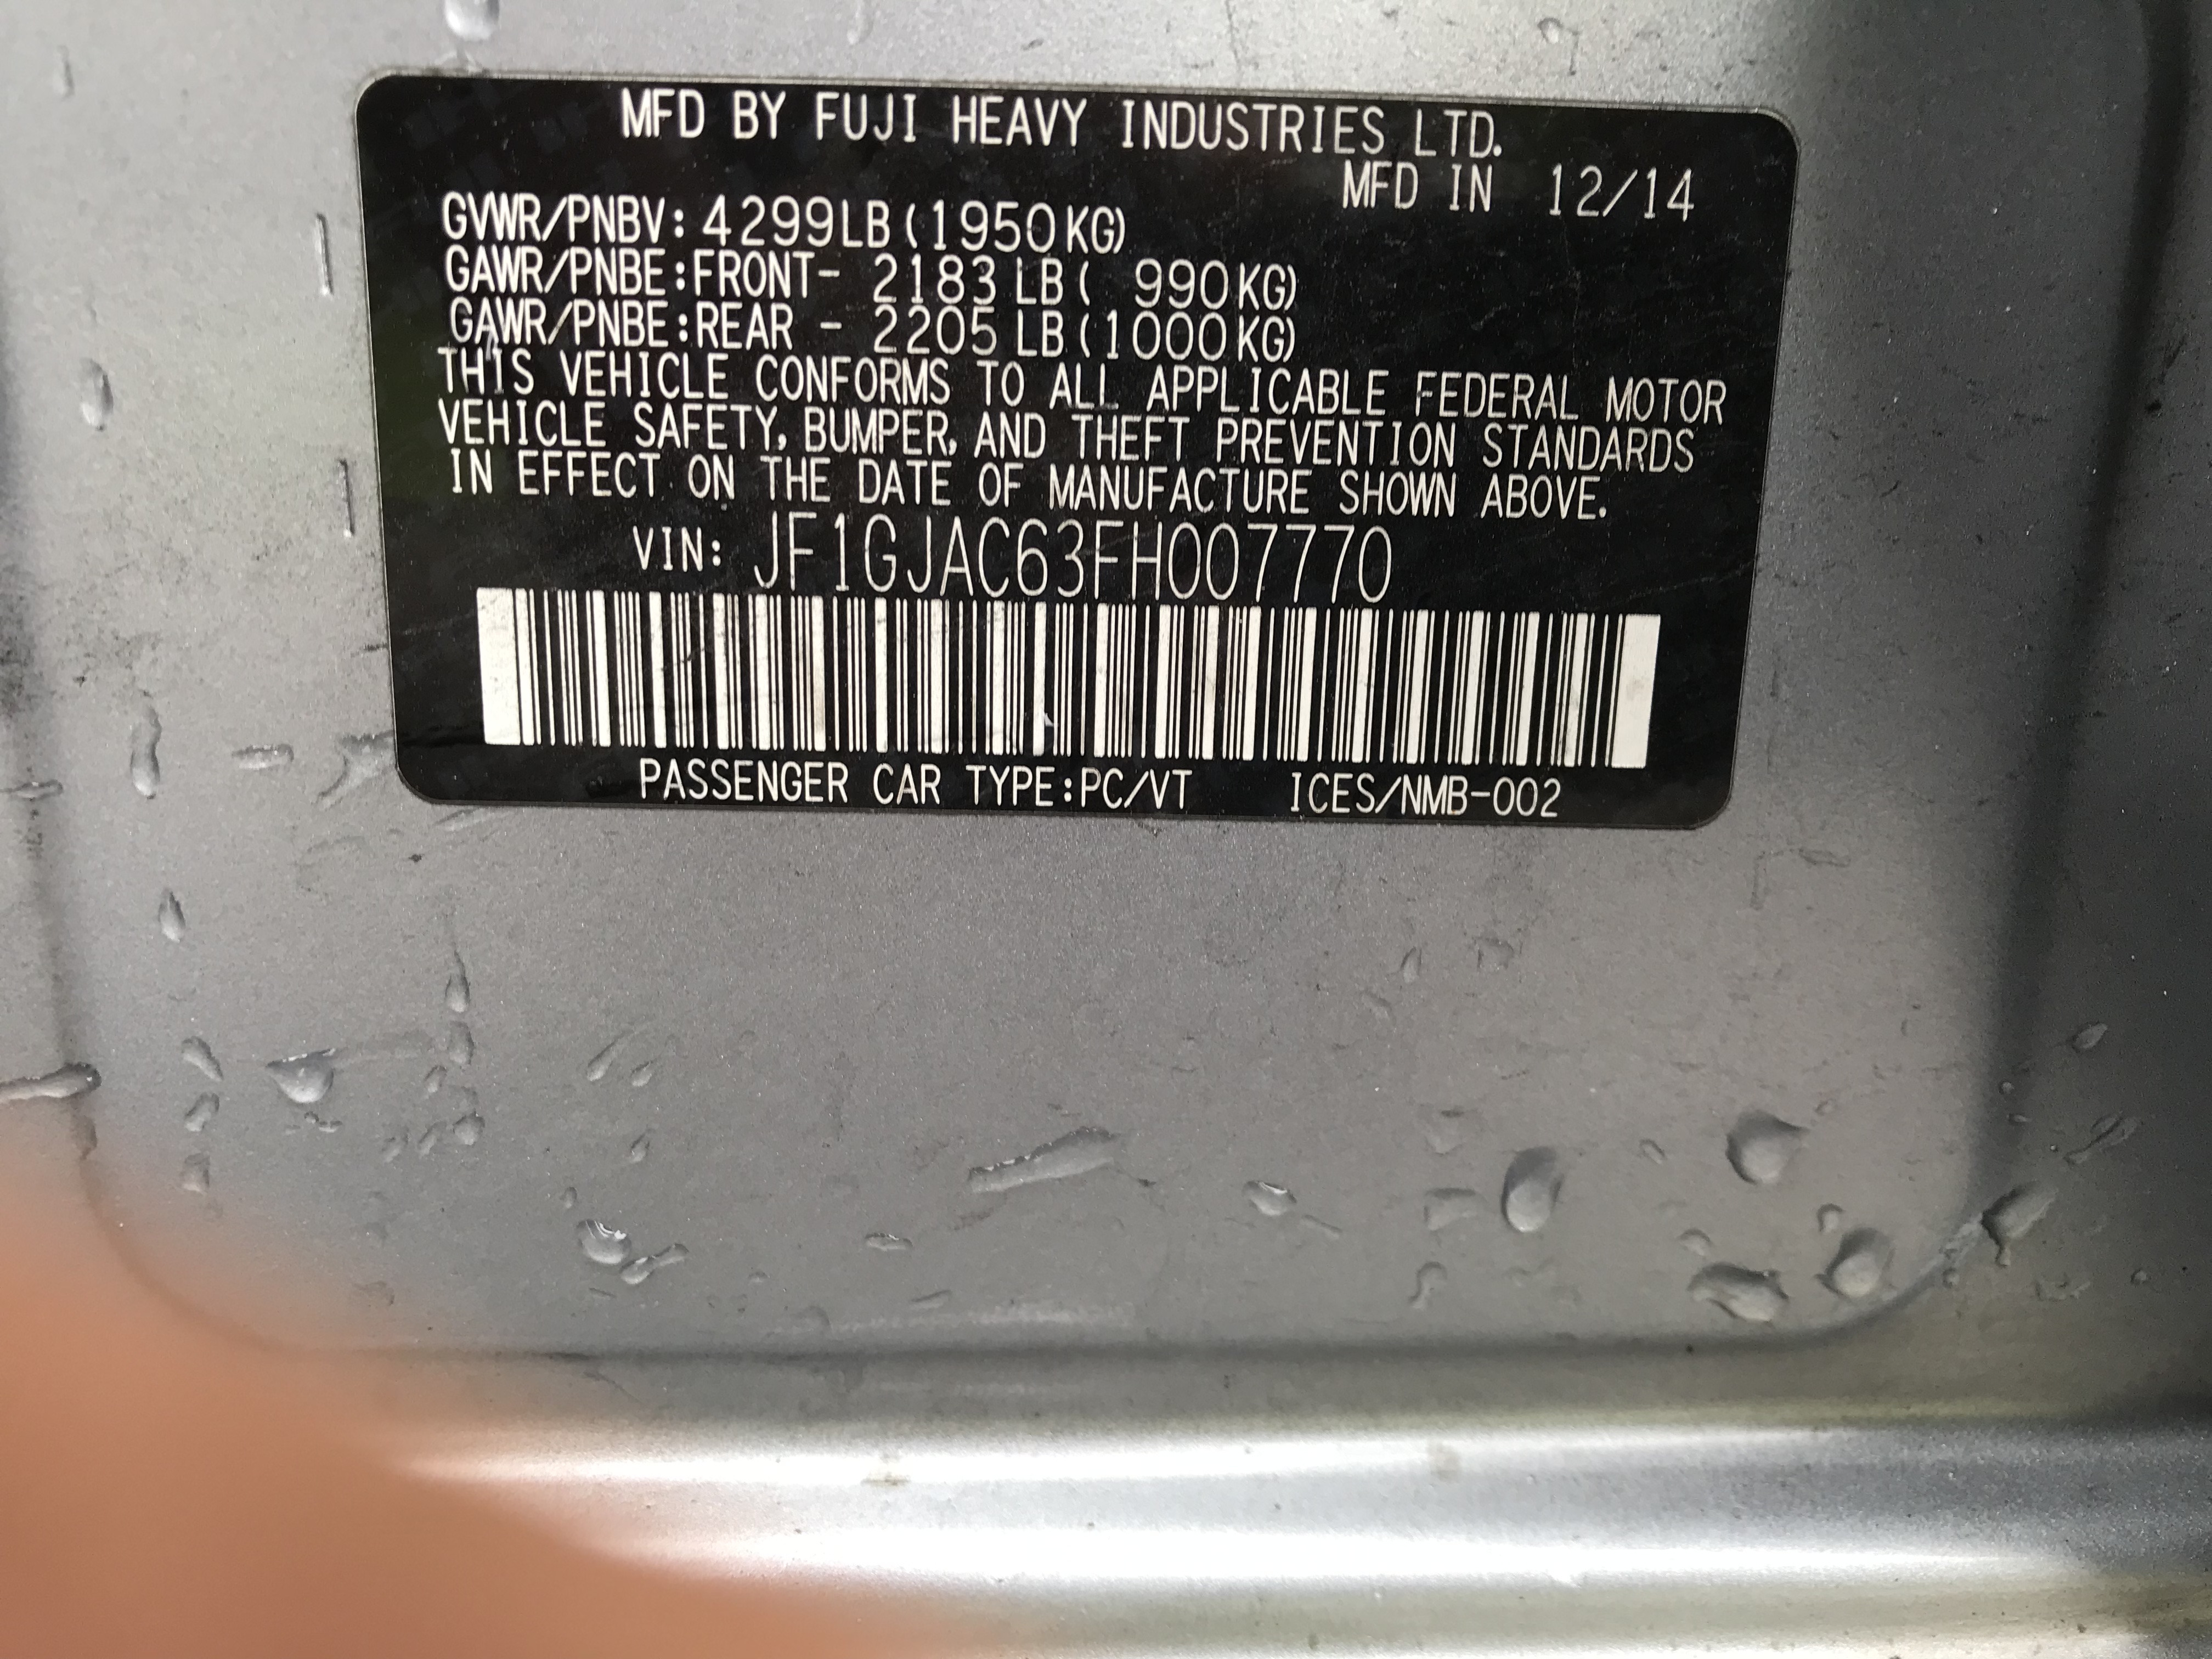 MFD BY FUJI HEAVY INDUSTRIES LTD.
MFD IN 12/14
GVWR/PNBV: 4299LB (1950KG)
GAWR/PNBE:FRONT- 2183 LB ( 990KG)
GAWR/PNBE:REAR - 2205 LB (1000KG)
THIS VEHICLE CONFORMS TO ALL APPLICABLE FEDERAL MOTOR
VEHICLE SAFETY, BUMPER, AND THEFT PREVENTION STANDARDS
IN EFFECT ON THE DATE OF MANUFACTURE SHOWN ABOVE.
VIN: JF1GJAC63FH007770
PASSENGER CAR TYPE:PC/VT ICES/NMB-002